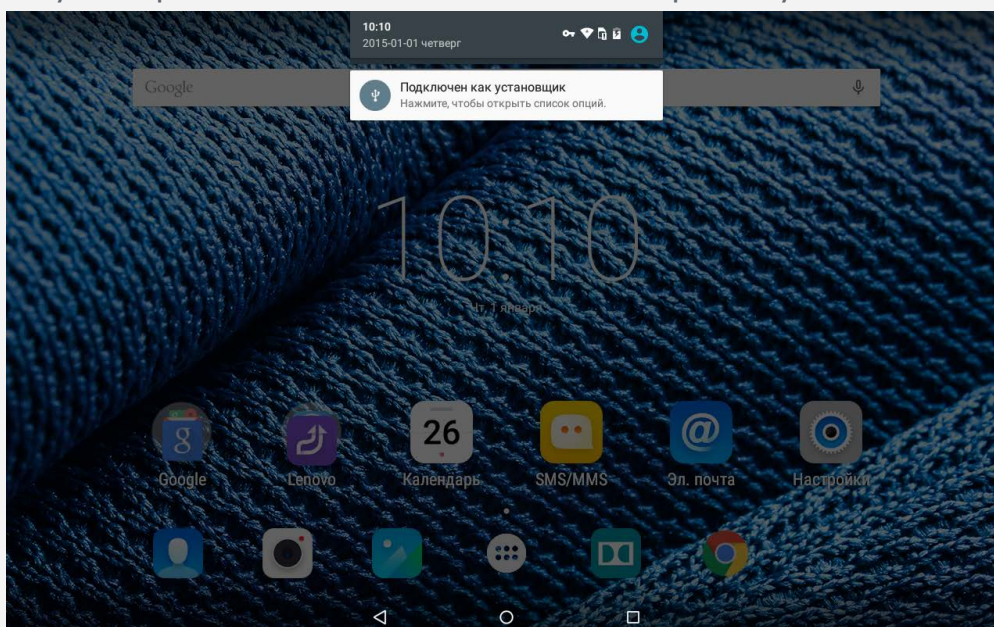 10:10
2015-01-01 четверг
Google
Подключен как установщик
Нажмите, чтобы открыть список опций.
10:10
Чт, 1 января
26
Google
Lenovo
Календарь
SMS/MMS
Эл. почта
Настройки